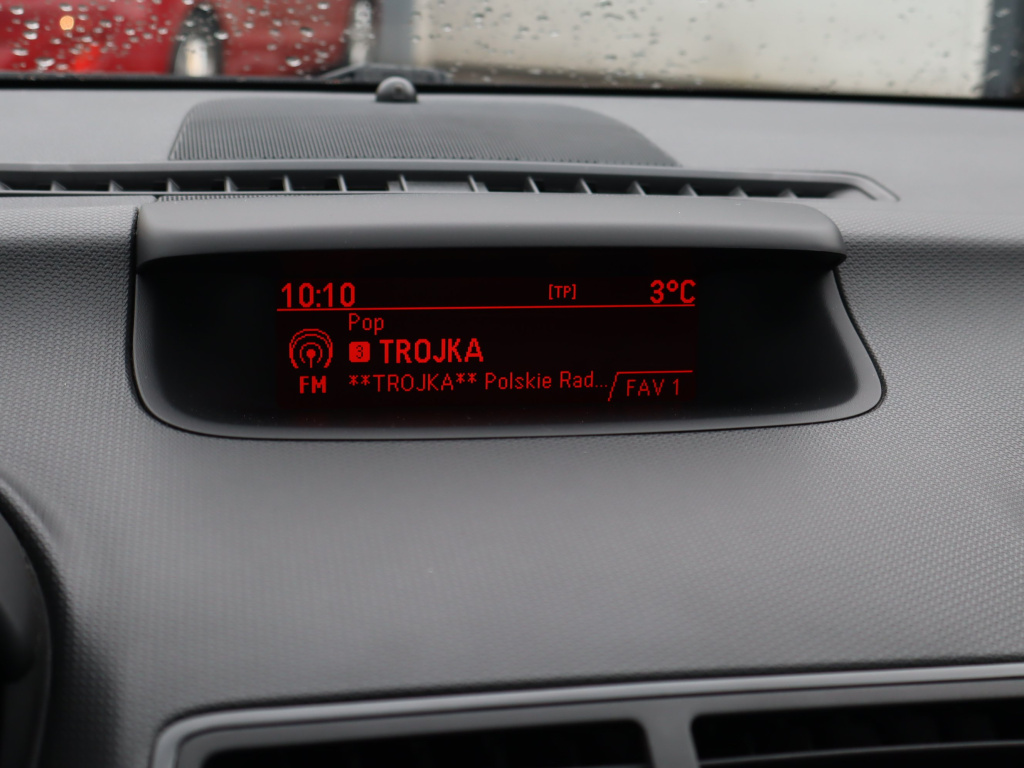 10:10 [TP] 3°C
Pop
3 TROJKA
FM **TROJKA** Polskie Rad... FAV 1